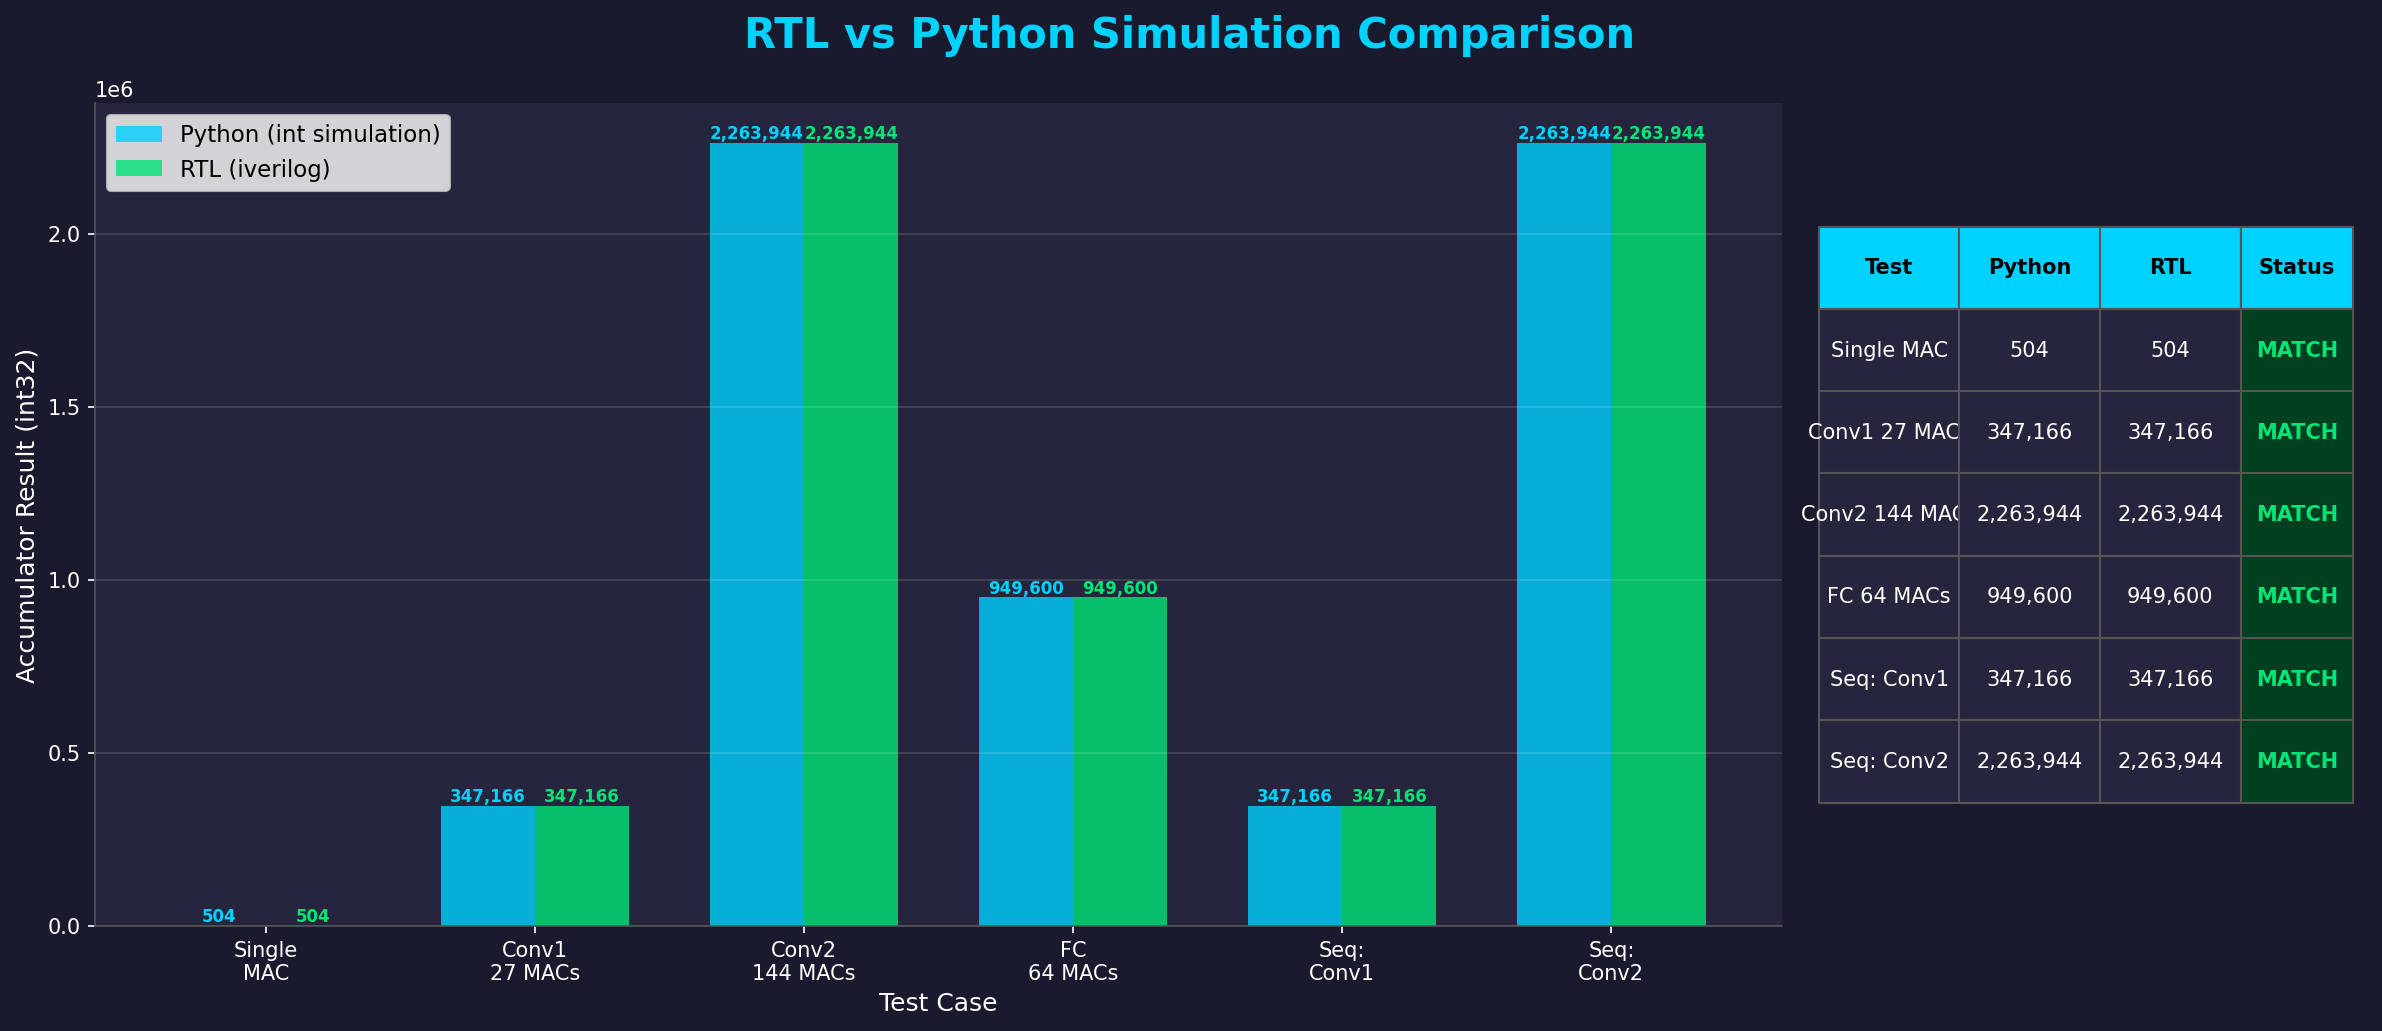 RTL vs Python Simulation Comparison
1e6
Python (int simulation)
RTL (iverilog)
Accumulator Result (int32)
2.0
1.5
1.0
0.5
0.0
504 504
347,166 347,166
2,263,944 2,263,944
949,600 949,600
347,166 347,166
2,263,944 2,263,944
Single
MAC
Conv1
27 MACs
Conv2
144 MACs
FC
64 MACs
Seq:
Conv1
Seq:
Conv2
Test Case
Test Python RTL Status
Single MAC 504 504 MATCH
Conv1 27 MAC 347,166 347,166 MATCH
Conv2 144 MAC 2,263,944 2,263,944 MATCH
FC 64 MACs 949,600 949,600 MATCH
Seq: Conv1 347,166 347,166 MATCH
Seq: Conv2 2,263,944 2,263,944 MATCH